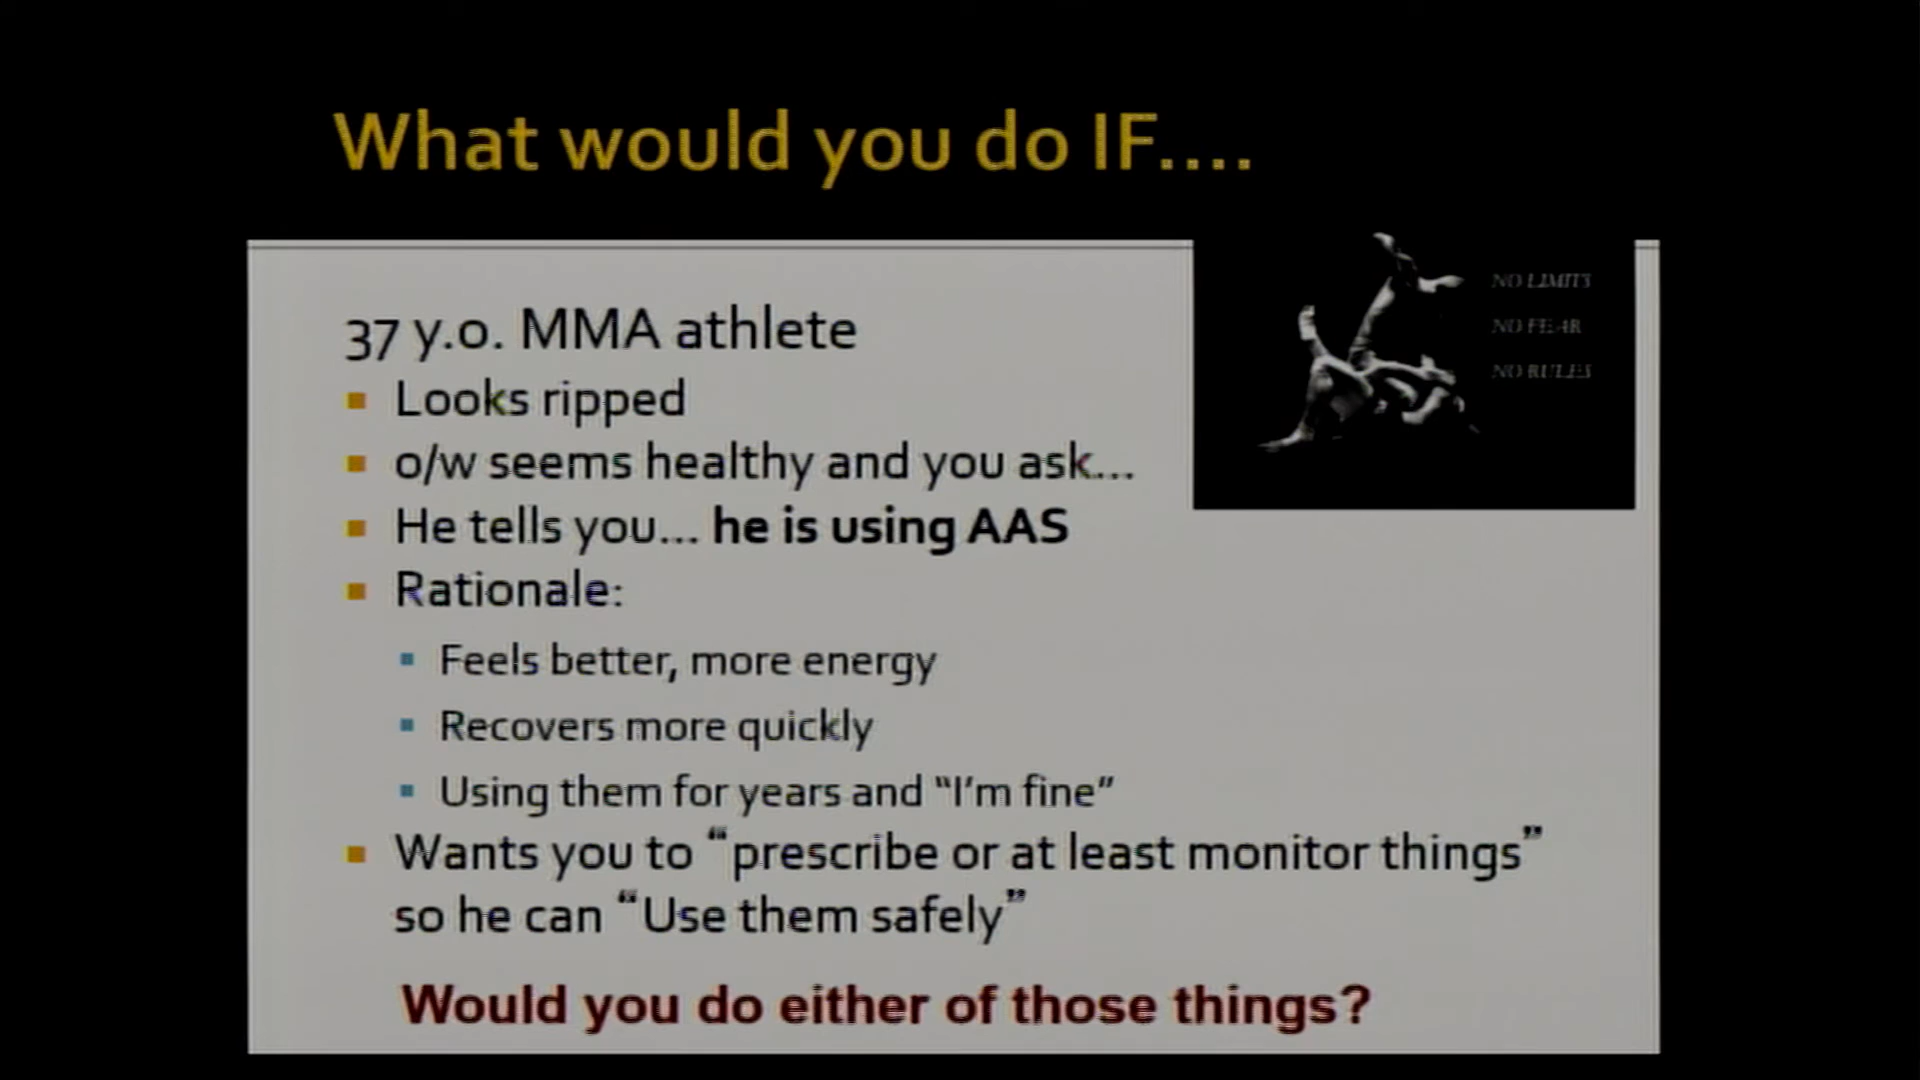 What would you do IF....
NO LIMITS
NO FEAR
NO RULES
37 y.o. MMA athlete
Looks ripped
o/w seems healthy and you ask...
He tells you... he is using AAS
Rationale:
Feels better, more energy
Recovers more quickly
Using them for years and “I’m fine”
Wants you to “prescribe or at least monitor things”
so he can “Use them safely”
Would you do either of those things?